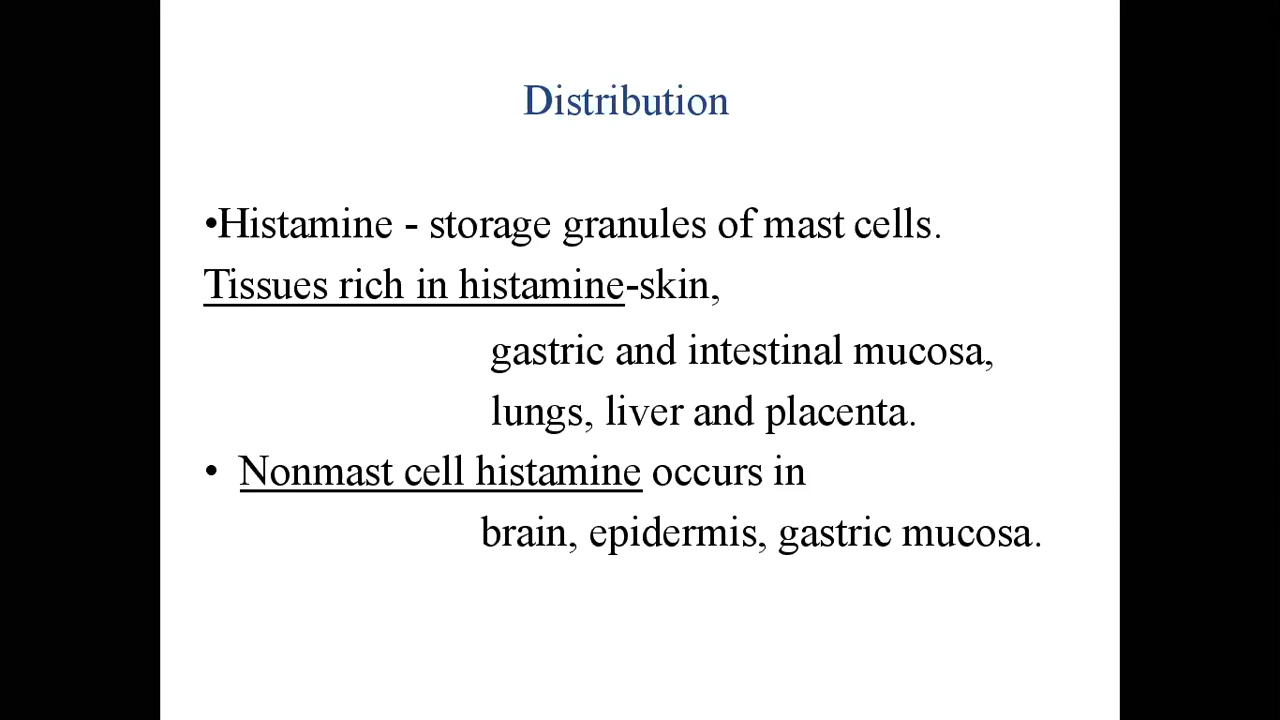 Distribution
•Histamine - storage granules of mast cells.
Tissues rich in histamine-skin,
gastric and intestinal mucosa,
lungs, liver and placenta.
• Nonmast cell histamine occurs in
brain, epidermis, gastric mucosa.